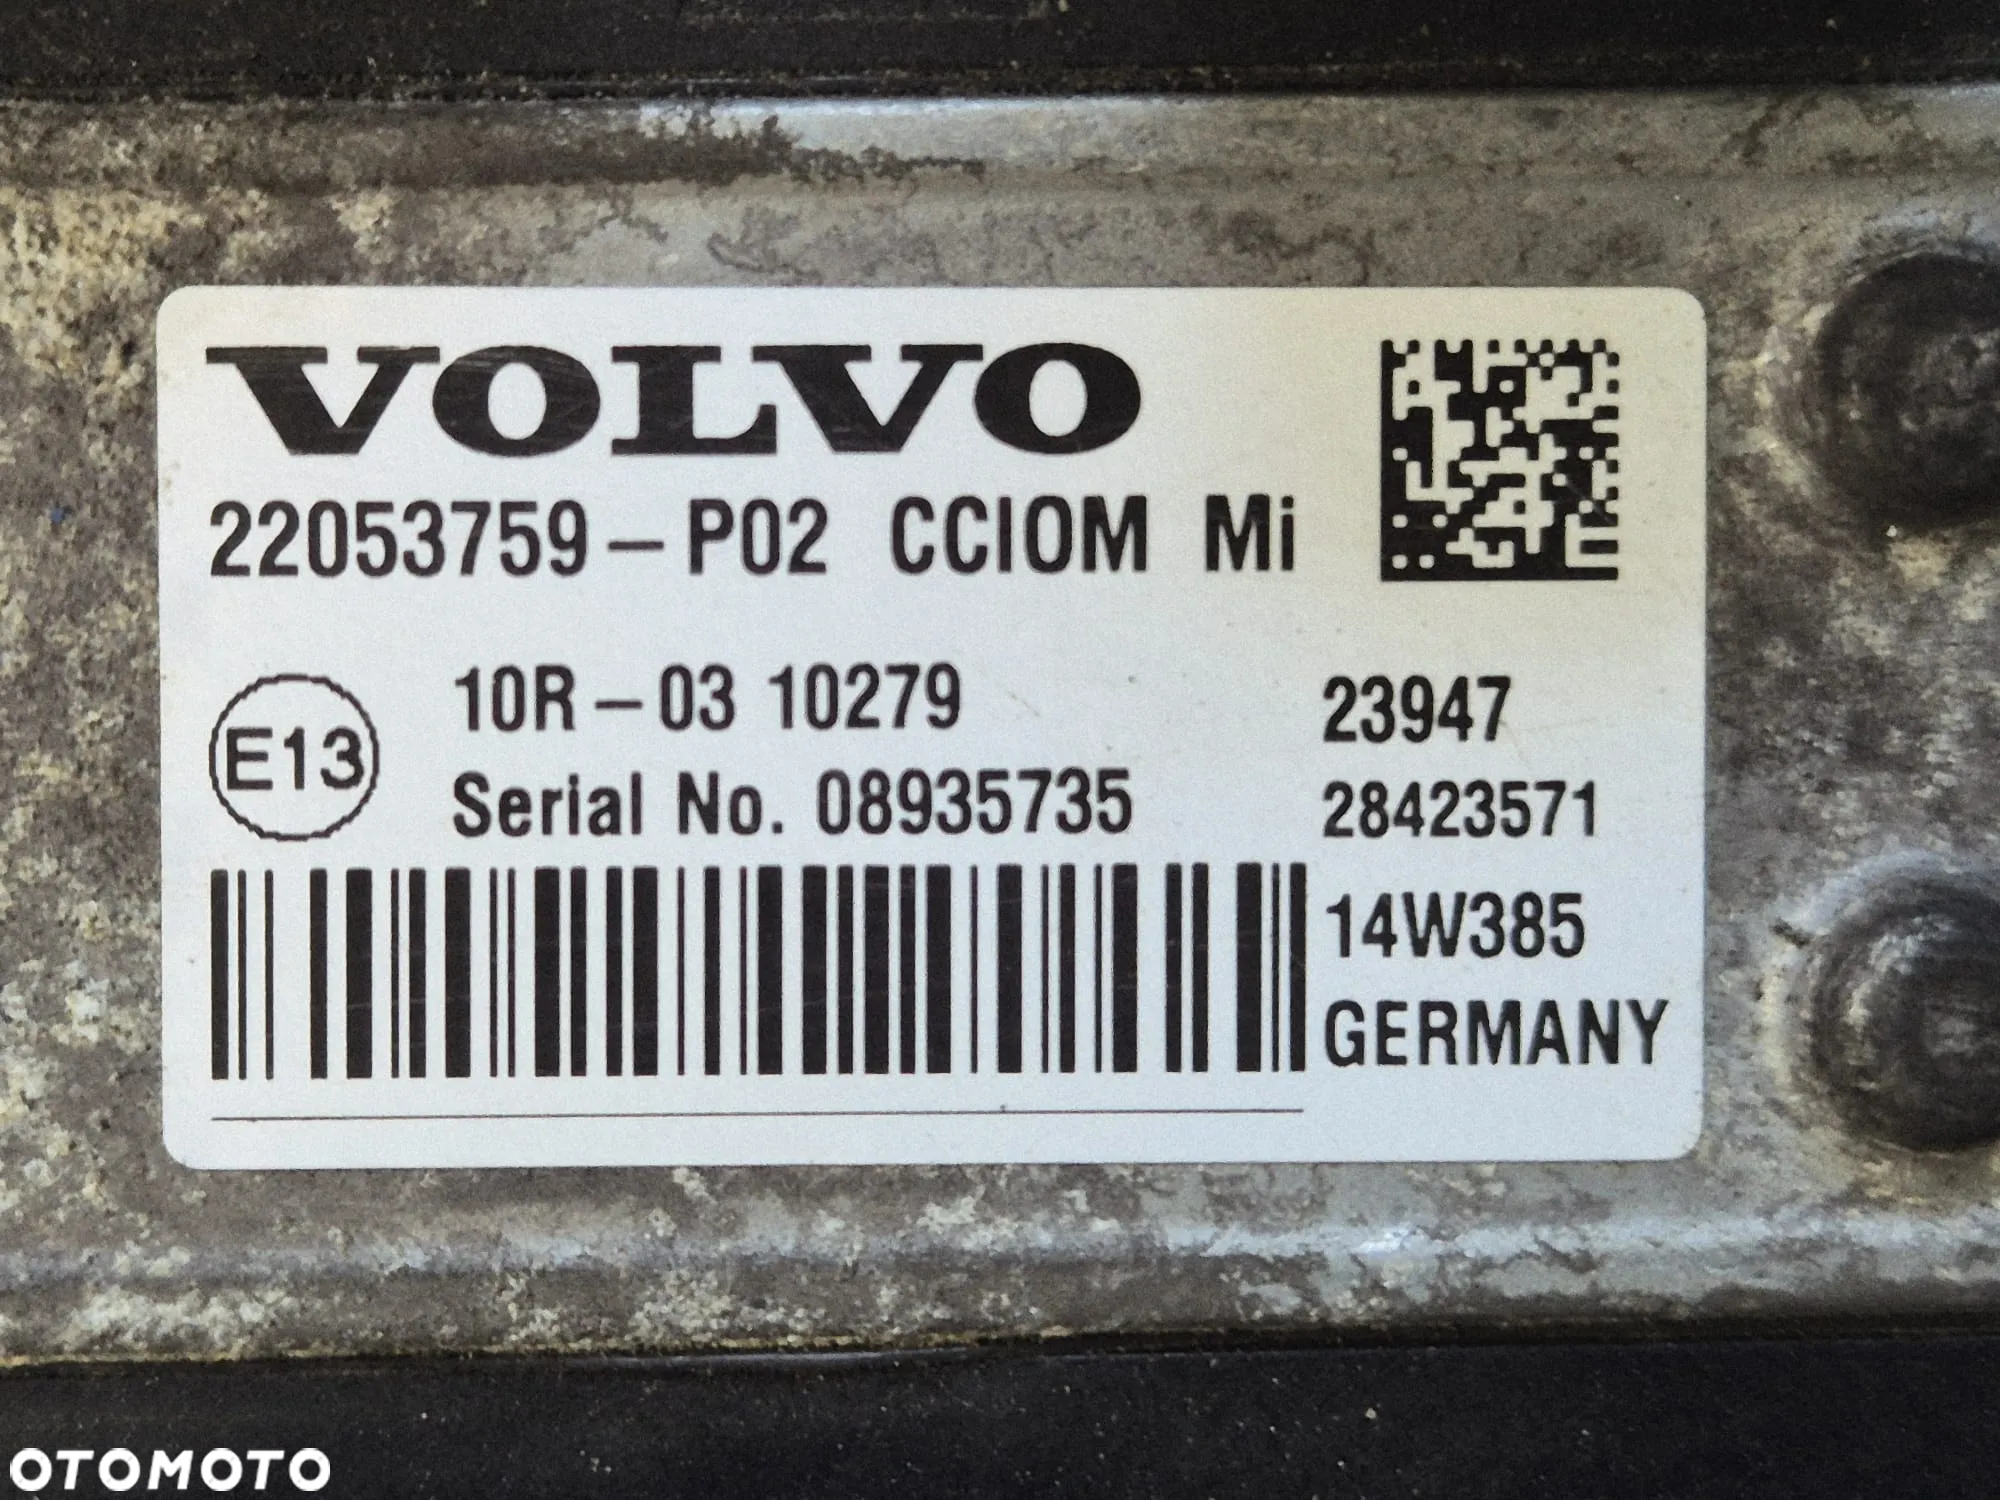 VOLVO
22053759-P02 CCIOM Mi
E13
10R-03 10279
Serial No. 08935735
23947
28423571
14W385
GERMANY
OTOMOTO